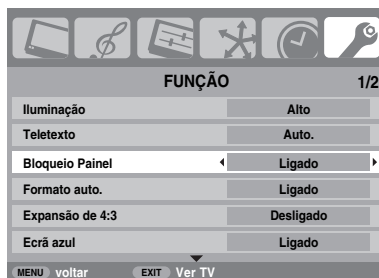 FUNÇÃO 1/2
Iluminação Alto
Teletexto Auto.
Bloqueio Painel Ligado
Formato auto. Ligado
Expansão de 4:3 Desligado
Ecrã azul Ligado
MENU voltar EXIT Ver TV